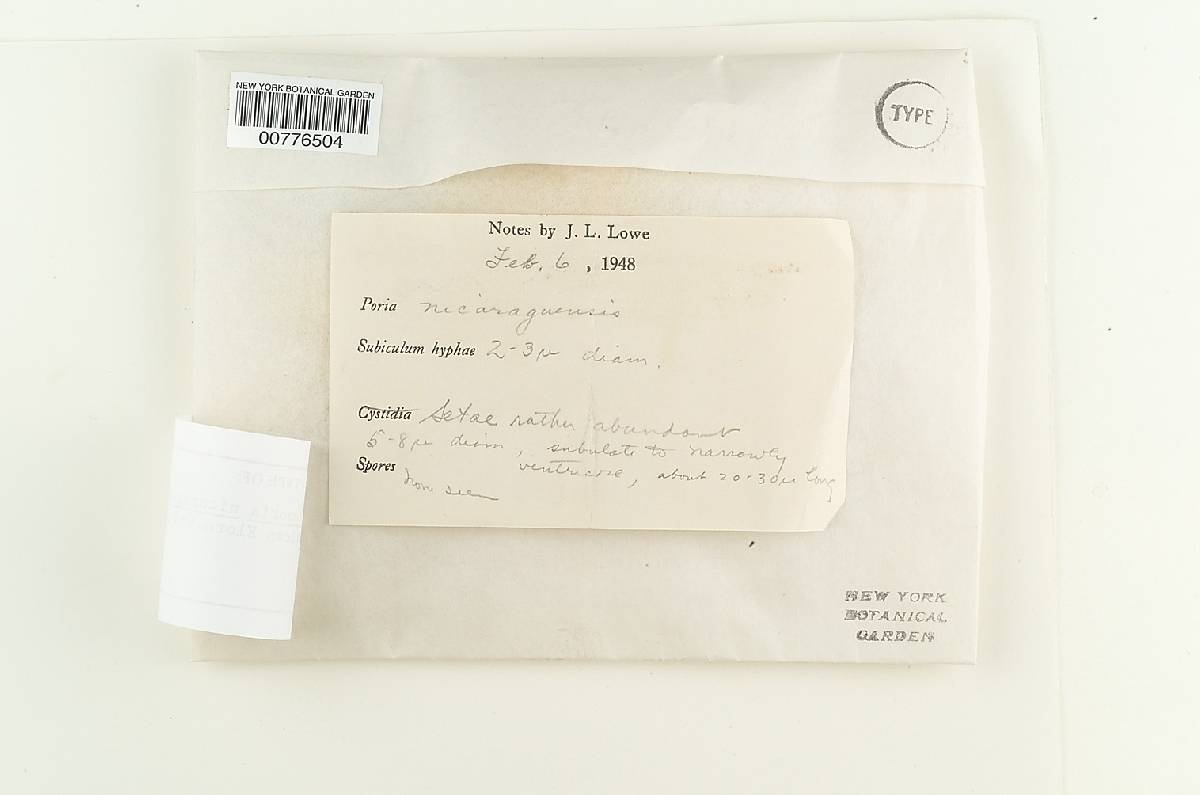 NEW YORK BOTANICAL GARDEN
00776504
TYPE
Notes by J. L. Lowe
Feb. 6, 1948
Poria nicaraguensis
Subiculum hyphae 2-3µ diam.
Cystidia Setae rather abundant
5-8µ diam, subulate to narrowly
ventricose, about 20-30µ long
Spores non seen
NEW YORK
BOTANICAL
GARDEN